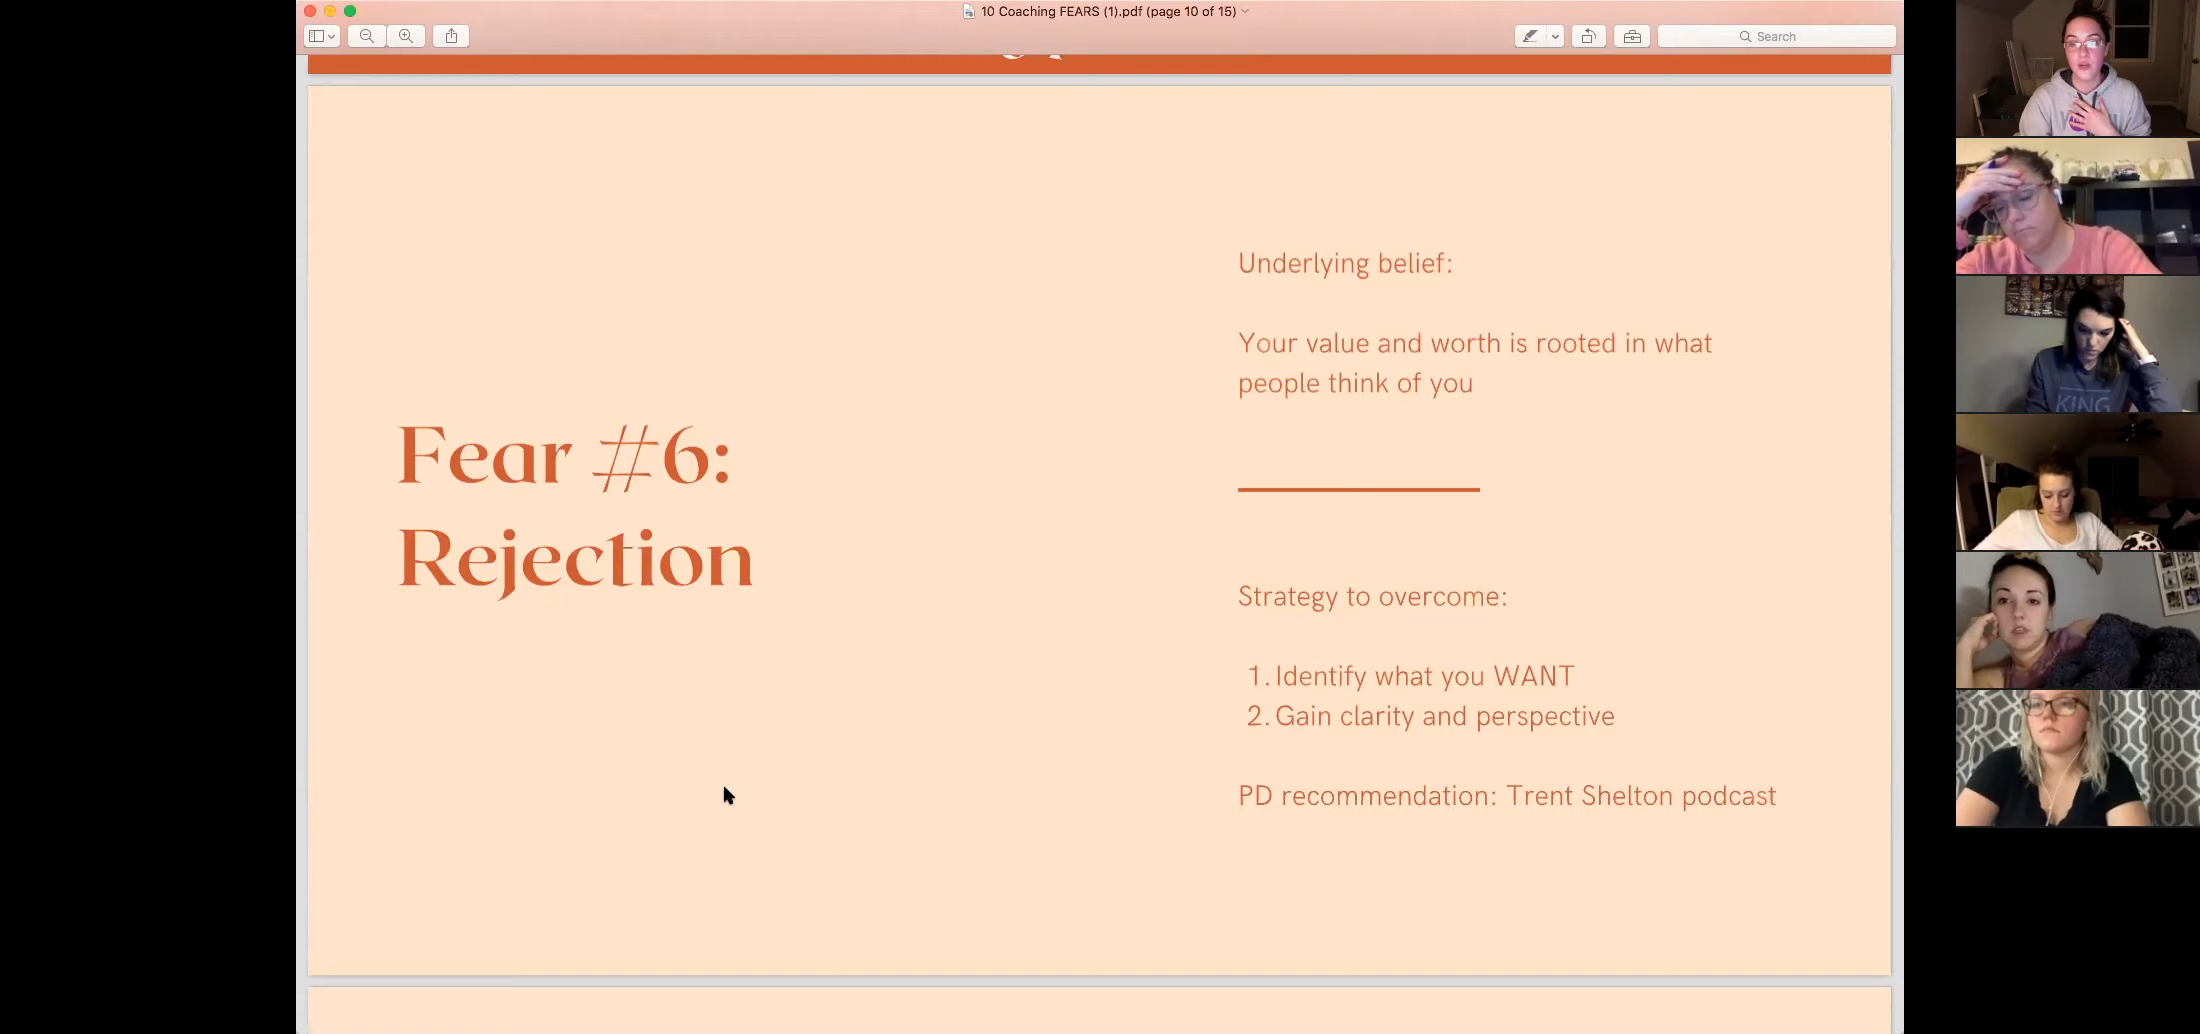 10 Coaching FEARS (1).pdf (page 10 of 15)
Search
Fear #6:
Rejection
Underlying belief:
Your value and worth is rooted in what
people think of you
Strategy to overcome:
1. Identify what you WANT
2. Gain clarity and perspective
PD recommendation: Trent Shelton podcast
KING